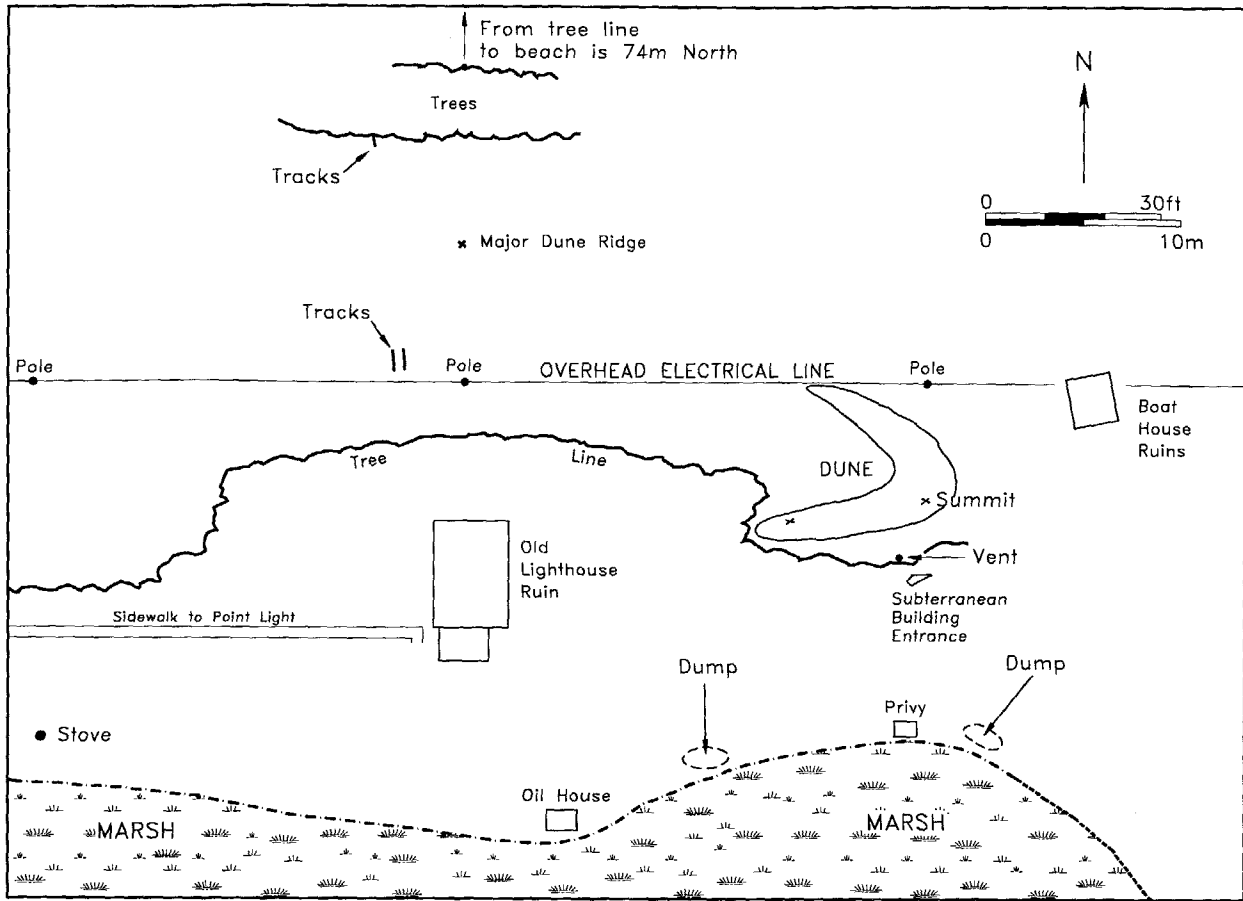 From tree line
to beach is 74m North
N
Trees
Tracks
0 30ft
0 10m
Major Dune Ridge
Tracks
Pole
Pole
OVERHEAD ELECTRICAL LINE
Pole
Boat
House
Ruins
Tree Line
DUNE
Summit
Old
Lighthouse
Ruin
Vent
Subterranean
Building
Entrance
Sidewalk to Point Light
Dump
Dump
Privy
Stove
Oil House
MARSH
MARSH